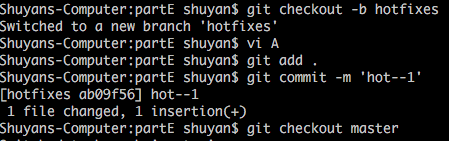 Shuyans-Computer:partE shuyan$ git checkout -b hotfixes
Switched to a new branch 'hotfixes'
Shuyans-Computer:partE shuyan$ vi A
Shuyans-Computer:partE shuyan$ git add .
Shuyans-Computer:partE shuyan$ git commit -m 'hot--1'
[hotfixes ab09f56] hot--1
 1 file changed, 1 insertion(+)
Shuyans-Computer:partE shuyan$ git checkout master